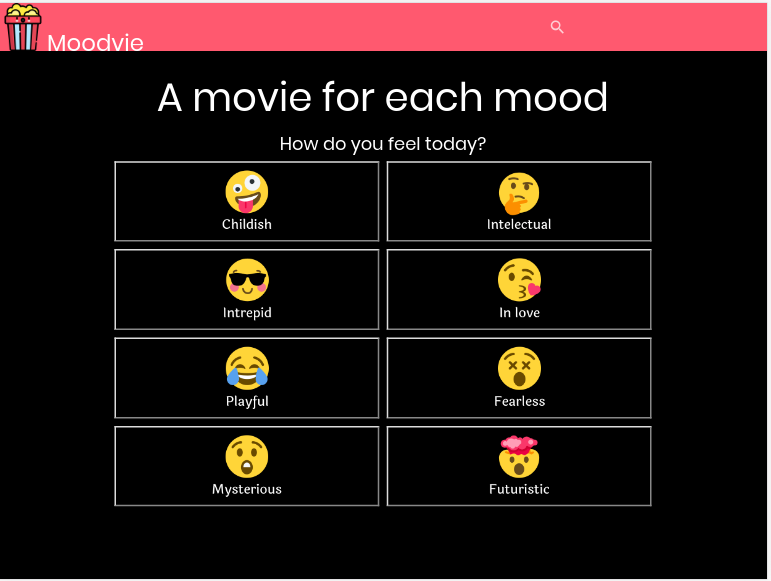 Moodvie
A movie for each mood
How do you feel today?
Childish
Intelectual
Intrepid
In love
Playful
Fearless
Mysterious
Futuristic